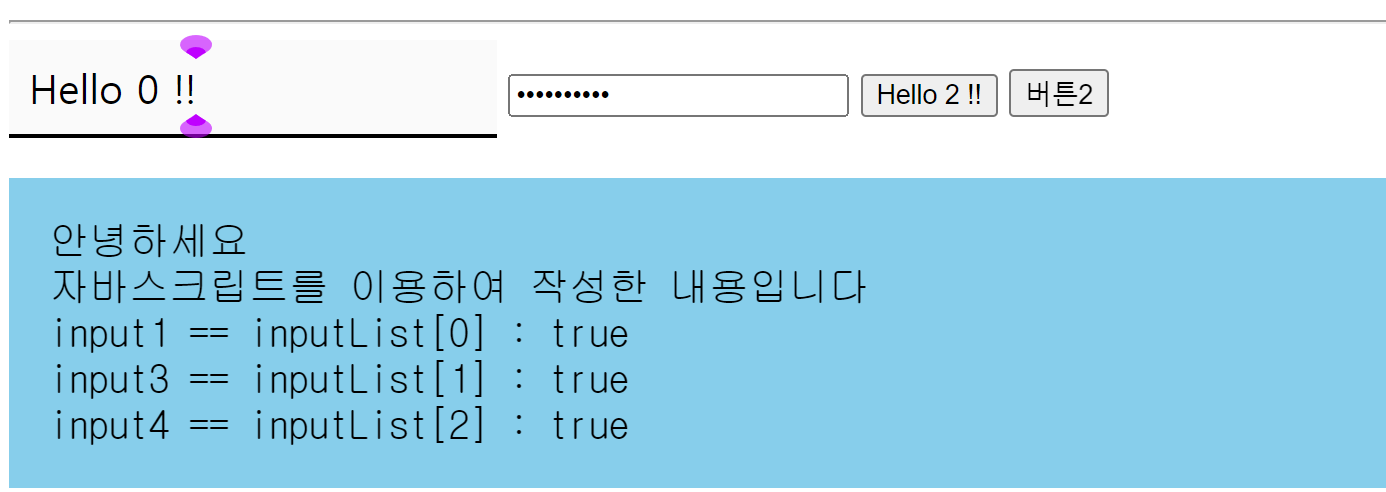 Hello 0 !!
•••••••••• Hello 2 !! 버튼2
안녕하세요
자바스크립트를 이용하여 작성한 내용입니다
input1 == inputList[0] : true
input3 == inputList[1] : true
input4 == inputList[2] : true